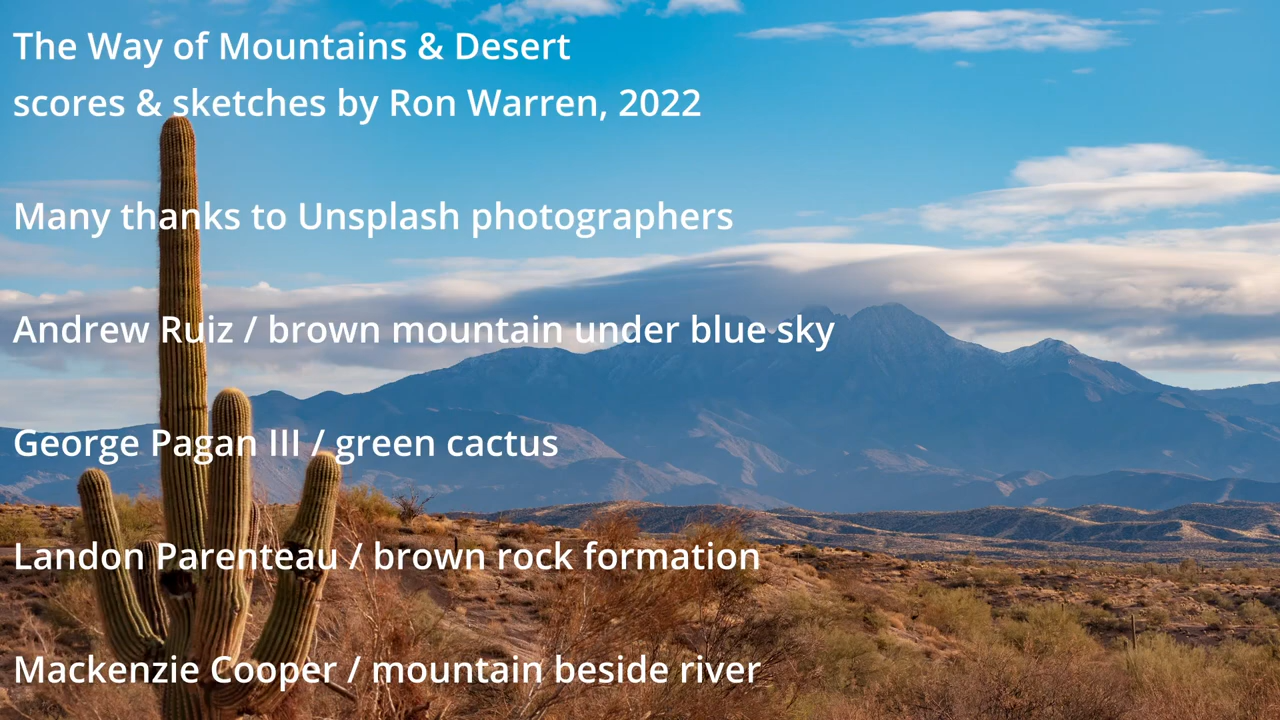 The Way of Mountains & Desert
scores & sketches by Ron Warren, 2022
Many thanks to Unsplash photographers
Andrew Ruiz / brown mountain under blue sky
George Pagan III / green cactus
Landon Parenteau / brown rock formation
Mackenzie Cooper / mountain beside river